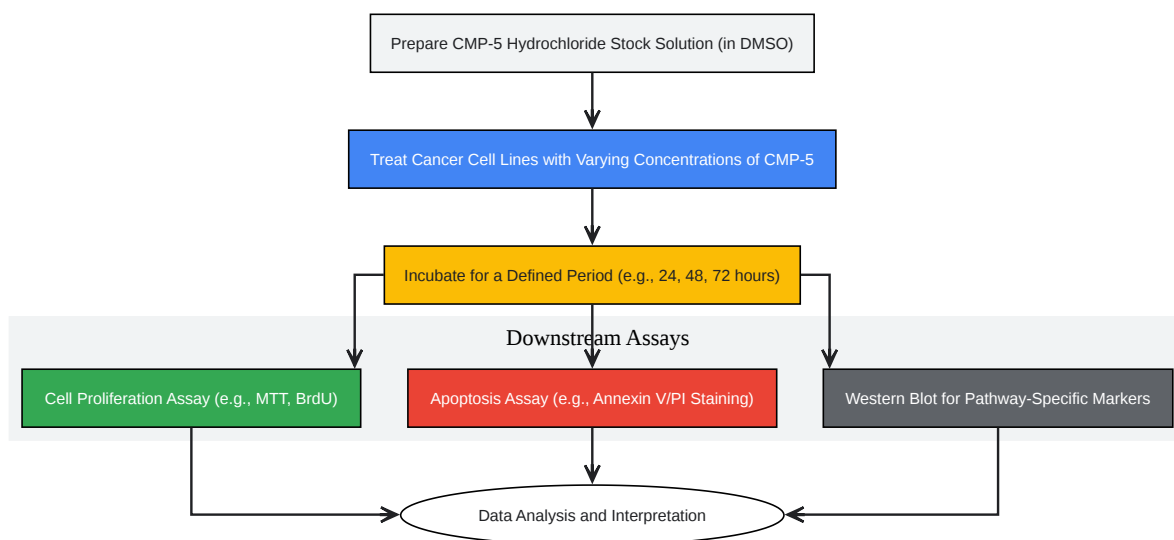 Prepare CMP-5 Hydrochloride Stock Solution (in DMSO)
Treat Cancer Cell Lines with Varying Concentrations of CMP-5
Incubate for a Defined Period (e.g., 24, 48, 72 hours)
Downstream Assays
Cell Proliferation Assay (e.g., MTT, BrdU)
Apoptosis Assay (e.g., Annexin V/PI Staining)
Western Blot for Pathway-Specific Markers
Data Analysis and Interpretation